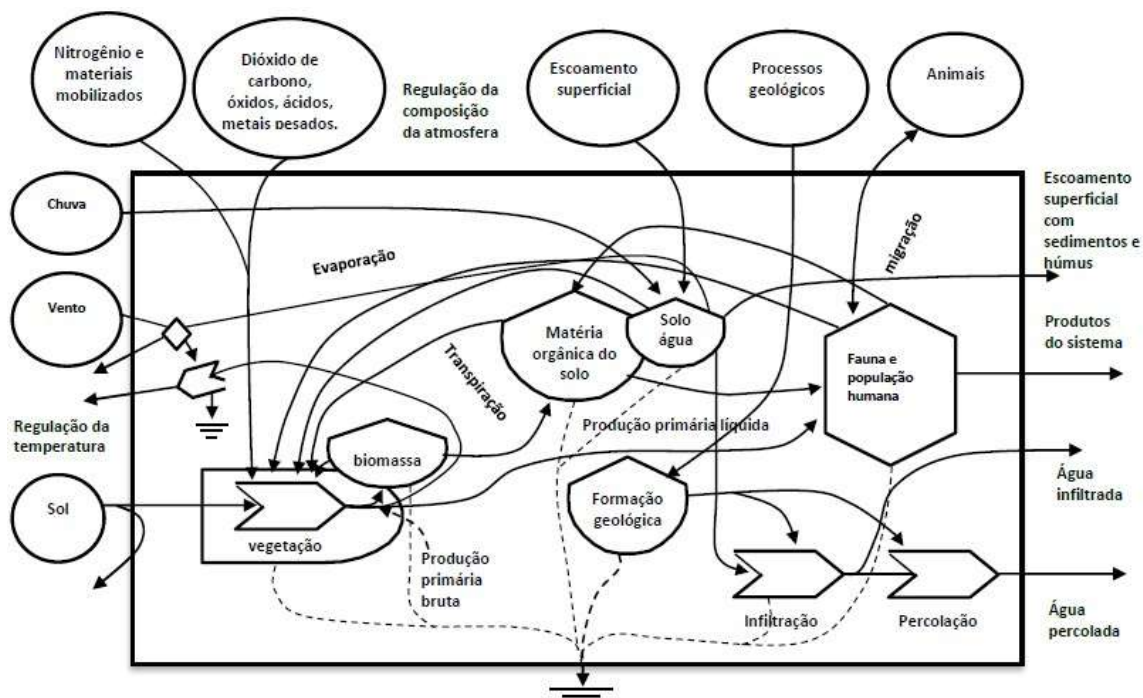 Nitrogênio e
materiais
mobilizados
Dióxido de
carbono,
óxidos, ácidos,
metais pesados.
Regulação da
composição
da atmosfera
Escoamento
superficial
Processos
geológicos
Animais
Chuva
Vento
Regulação da
temperatura
Sol
Evaporação
Transpiração
migração
Matéria
orgânica do
solo
Solo
água
Fauna e
população
humana
Produção primária líquida
biomassa
vegetação
Produção
primária
bruta
Formação
geológica
Infiltração
Percolação
Escoamento
superficial
com
sedimentos e
húmus
Produtos
do sistema
Água
infiltrada
Água
percolada